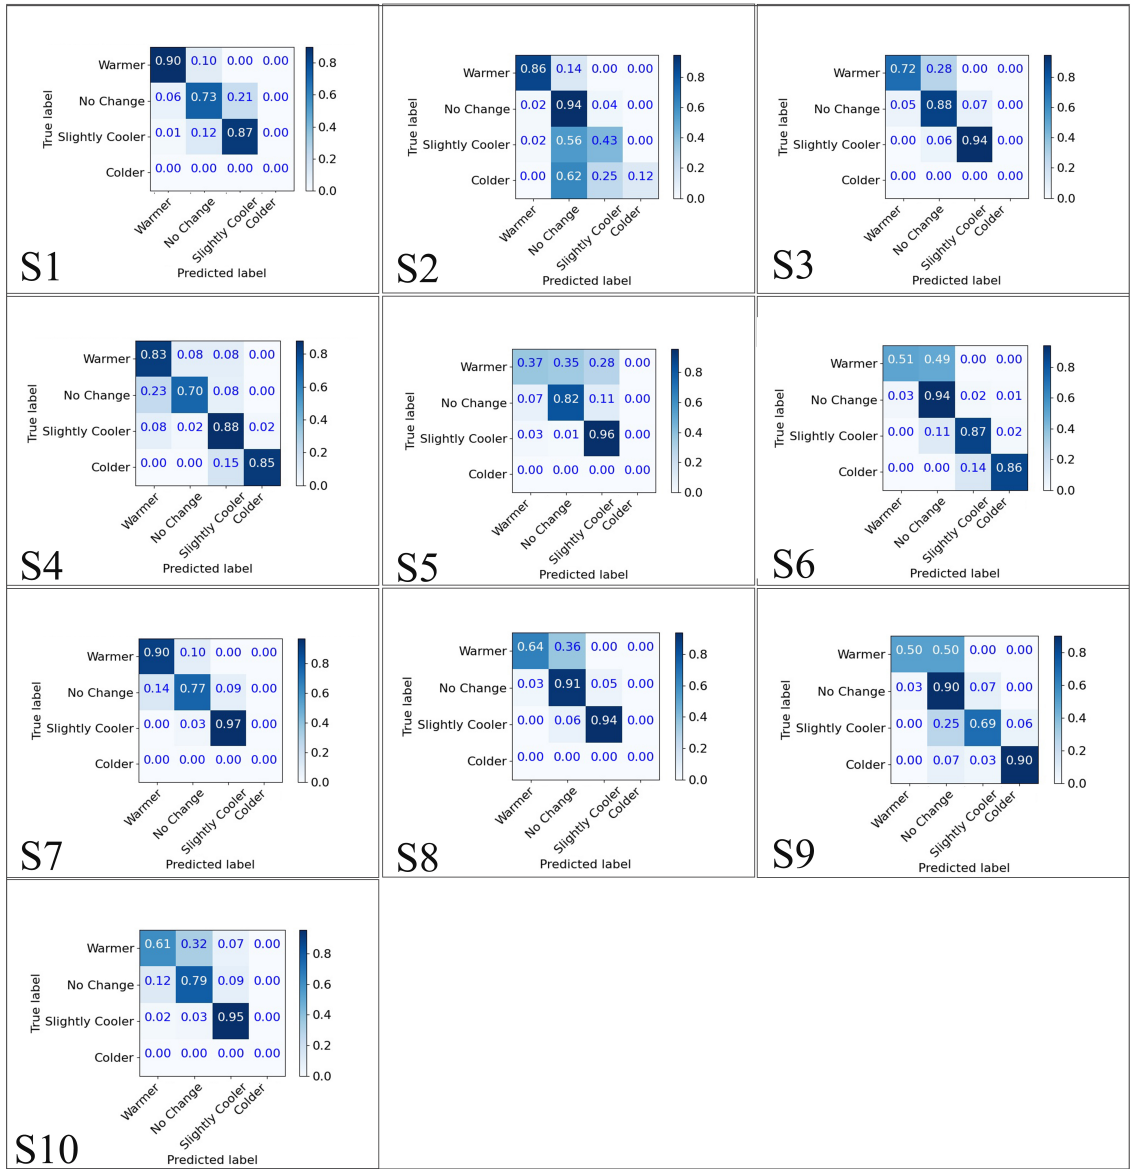 Warmer 0.90 0.10 0.00 0.00
No Change 0.06 0.73 0.21 0.00
Slightly Cooler 0.01 0.12 0.87 0.00
Colder 0.00 0.00 0.00 0.00
True label
0.8
0.6
0.4
0.2
0.0
Warmer
No Change
Slightly Cooler
Colder
Predicted label
S1
Warmer 0.86 0.14 0.00 0.00
No Change 0.02 0.94 0.04 0.00
Slightly Cooler 0.02 0.56 0.43 0.00
Colder 0.00 0.62 0.25 0.12
True label
0.8
0.6
0.4
0.2
0.0
Warmer
No Change
Slightly Cooler
Colder
Predicted label
S2
Warmer 0.72 0.28 0.00 0.00
No Change 0.05 0.88 0.07 0.00
Slightly Cooler 0.00 0.06 0.94 0.00
Colder 0.00 0.00 0.00 0.00
True label
0.8
0.6
0.4
0.2
0.0
Warmer
No Change
Slightly Cooler
Colder
Predicted label
S3
Warmer 0.83 0.08 0.08 0.00
No Change 0.23 0.70 0.08 0.00
Slightly Cooler 0.08 0.02 0.88 0.02
Colder 0.00 0.00 0.15 0.85
True label
0.8
0.6
0.4
0.2
0.0
Warmer
No Change
Slightly Cooler
Colder
Predicted label
S4
Warmer 0.37 0.35 0.28 0.00
No Change 0.07 0.82 0.11 0.00
Slightly Cooler 0.03 0.01 0.96 0.00
Colder 0.00 0.00 0.00 0.00
True label
0.8
0.6
0.4
0.2
0.0
Warmer
No Change
Slightly Cooler
Colder
Predicted label
S5
Warmer 0.51 0.49 0.00 0.00
No Change 0.03 0.94 0.02 0.01
Slightly Cooler 0.00 0.11 0.87 0.02
Colder 0.00 0.00 0.14 0.86
True label
0.8
0.6
0.4
0.2
0.0
Warmer
No Change
Slightly Cooler
Colder
Predicted label
S6
Warmer 0.90 0.10 0.00 0.00
No Change 0.14 0.77 0.09 0.00
Slightly Cooler 0.00 0.03 0.97 0.00
Colder 0.00 0.00 0.00 0.00
True label
0.8
0.6
0.4
0.2
0.0
Warmer
No Change
Slightly Cooler
Colder
Predicted label
S7
Warmer 0.64 0.36 0.00 0.00
No Change 0.03 0.91 0.05 0.00
Slightly Cooler 0.00 0.06 0.94 0.00
Colder 0.00 0.00 0.00 0.00
True label
0.8
0.6
0.4
0.2
0.0
Warmer
No Change
Slightly Cooler
Colder
Predicted label
S8
Warmer 0.50 0.50 0.00 0.00
No Change 0.03 0.90 0.07 0.00
Slightly Cooler 0.00 0.25 0.69 0.06
Colder 0.00 0.07 0.03 0.90
True label
0.8
0.6
0.4
0.2
0.0
Warmer
No Change
Slightly Cooler
Colder
Predicted label
S9
Warmer 0.61 0.32 0.07 0.00
No Change 0.12 0.79 0.09 0.00
Slightly Cooler 0.02 0.03 0.95 0.00
Colder 0.00 0.00 0.00 0.00
True label
0.8
0.6
0.4
0.2
0.0
Warmer
No Change
Slightly Cooler
Colder
Predicted label
S10